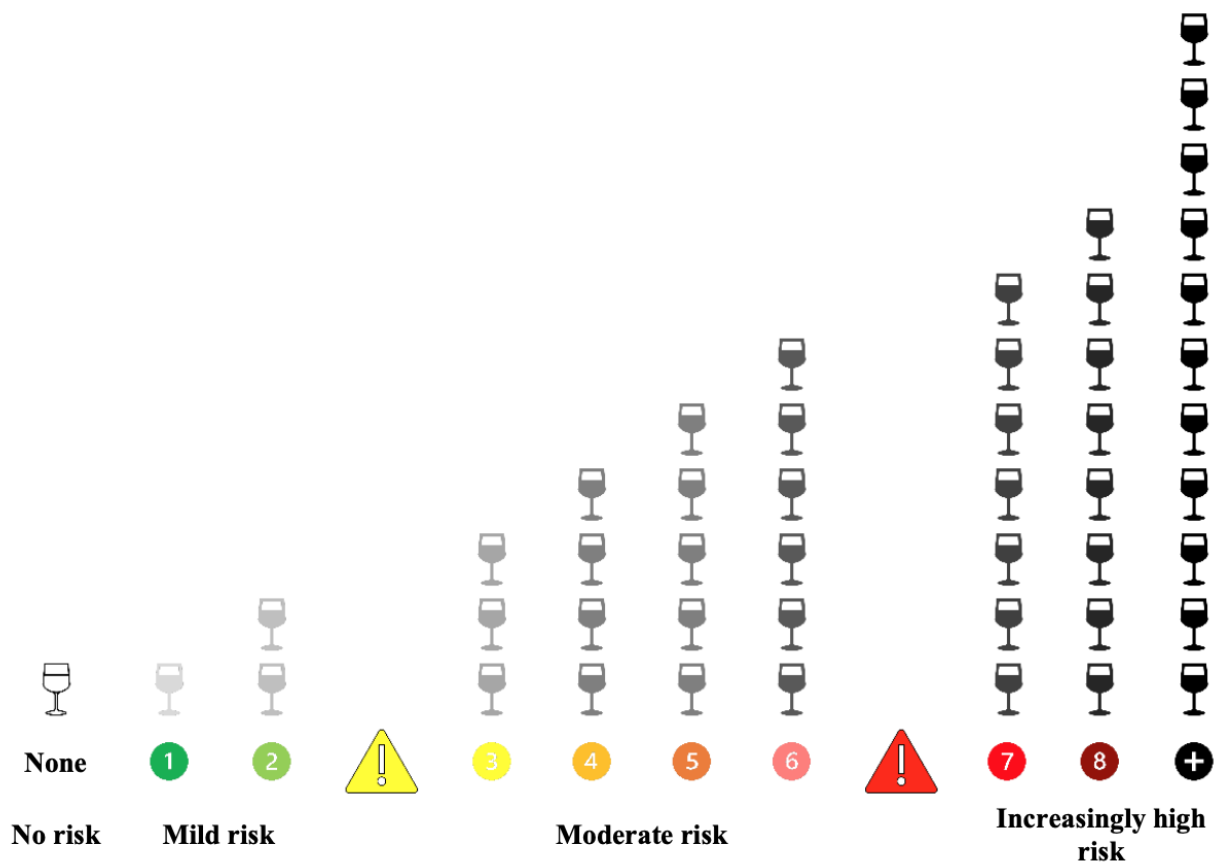 None 1 2 ! 3 4 5 6 ! 7 8 +
No risk Mild risk Moderate risk Increasingly high
risk